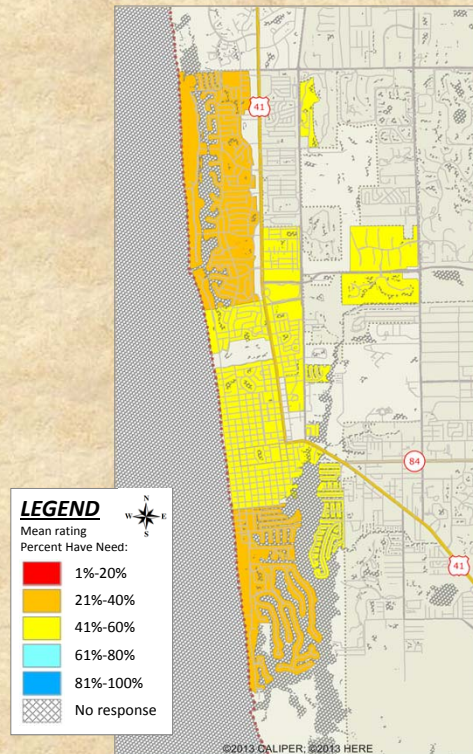 41
84
41
LEGEND
N
W E
S
Mean rating
Percent Have Need:
1%-20%
21%-40%
41%-60%
61%-80%
81%-100%
No response
©2013 CALIPER; ©2013 HERE